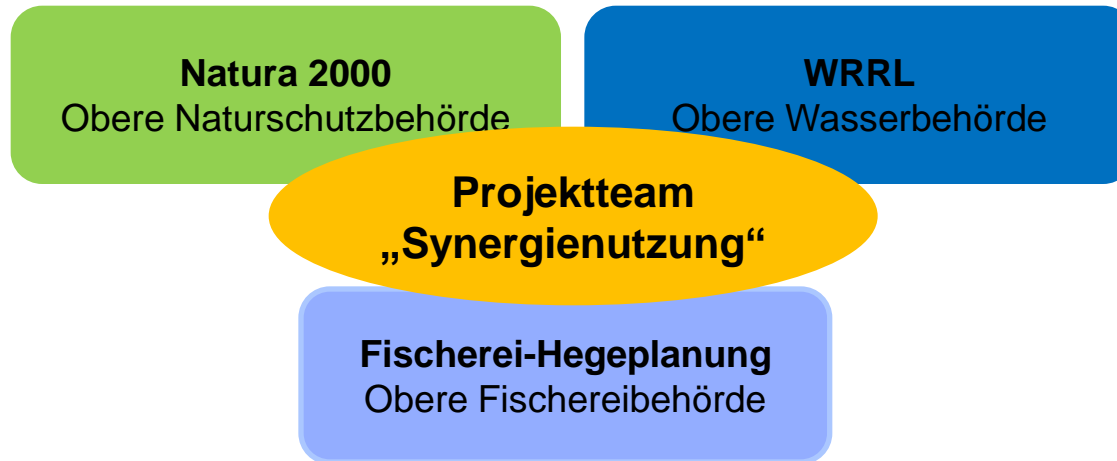 Natura 2000
Obere Naturschutzbehörde
WRRL
Obere Wasserbehörde
Projektteam
„Synergienutzung“
Fischerei-Hegeplanung
Obere Fischereibehörde